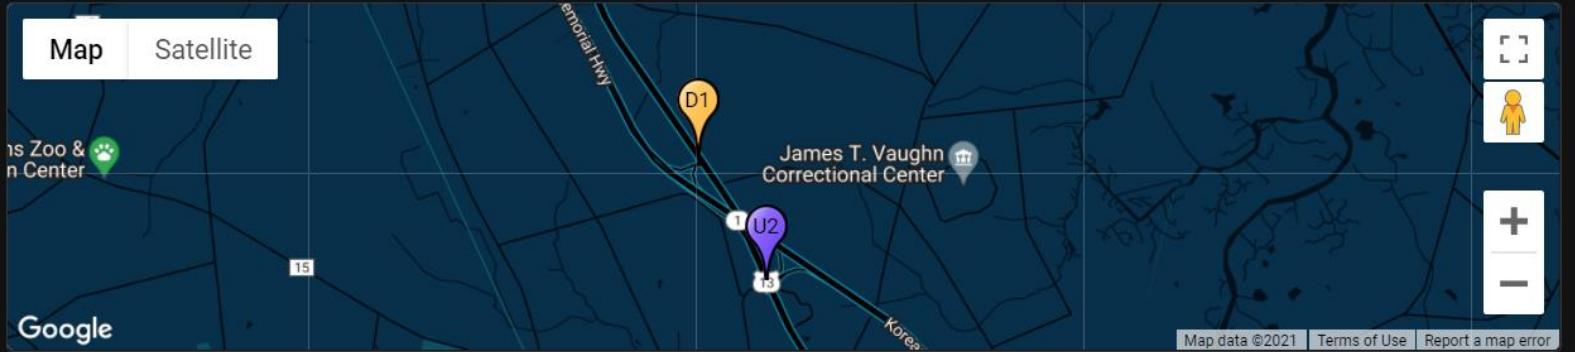 Map
Satellite
emorial Hwy
D1
ns Zoo &
n Center
James T. Vaughn
Correctional Center
1
U2
15
13
Korea
Google
Map data ©2021
Terms of Use
Report a map error